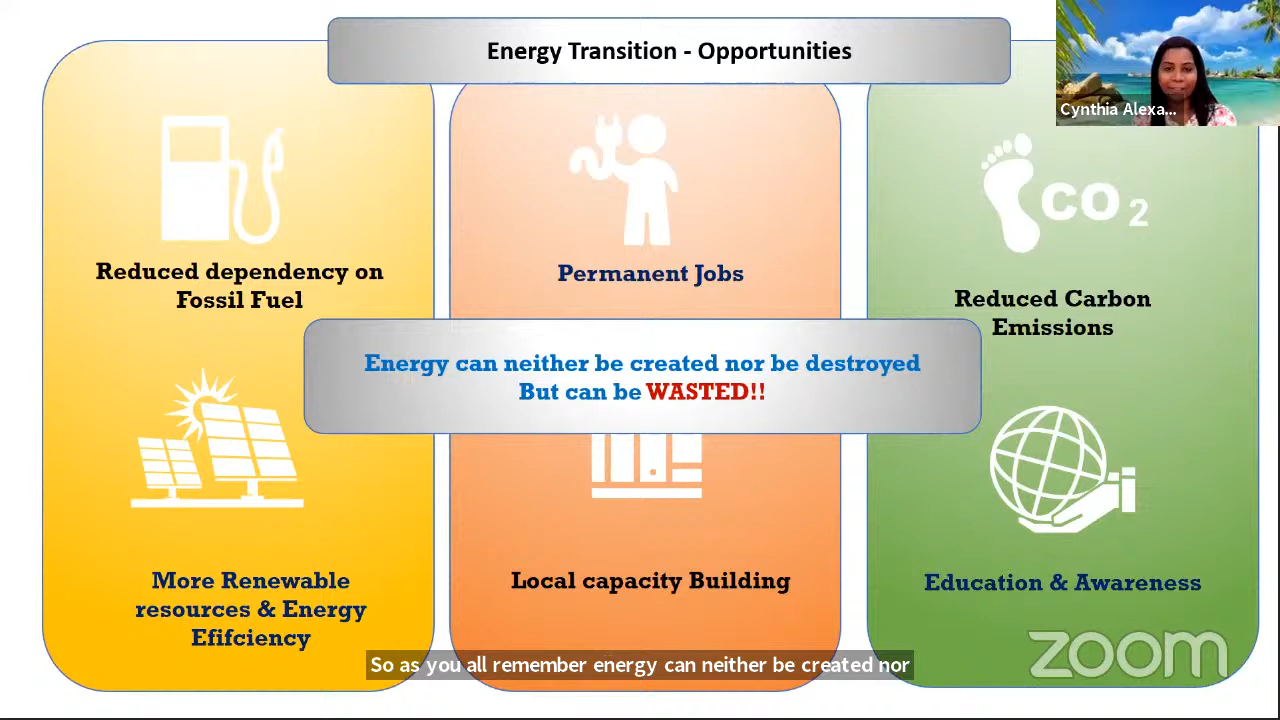 Energy Transition - Opportunities
Cynthia Alexa...
CO 2
Reduced dependency on
Fossil Fuel
Permanent Jobs
Reduced Carbon
Emissions
Energy can neither be created nor be destroyed
But can be WASTED!!
More Renewable
resources & Energy
Efifciency
Local capacity Building
Education & Awareness
So as you all remember energy can neither be created nor
zoom